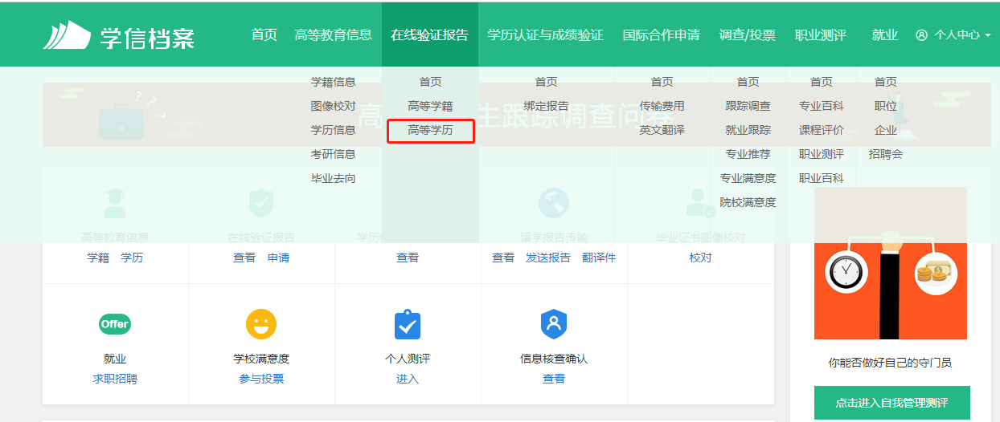 学信档案
首页 高等教育信息 在线验证报告 学历认证与成绩验证 国际合作申请 调查/投票 职业测评 就业 个人中心
学籍信息 首页 首页 首页 首页 首页 首页
图像校对 高等学籍 绑定报告 传输费用 跟踪调查 专业百科 职位
学历信息 高等学历 英文翻译 就业跟踪 课程评价 企业
考研信息 专业推荐 职业测评 招聘会
毕业去向 专业满意度 职业百科
院校满意度
高 生跟踪调查问卷
高等教育信息 在线验证报告 学历 留学报告传输 毕业证书图像校对
学籍 学历 查看 申请 查看 查看 发送报告 翻译件 校对
Offer
就业 学校满意度 个人测评 信息核查确认
求职招聘 参与投票 进入 查看
你能否做好自己的守门员
点击进入自我管理测评